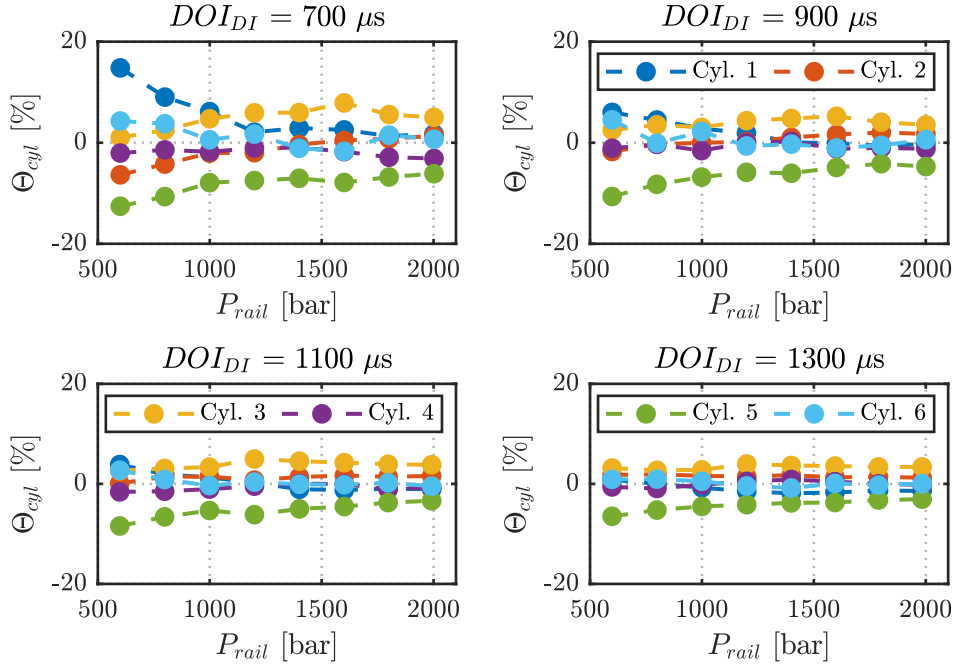 DOI_DI = 700 μs
20
0
-20
Θ_cyl [%]
500 1000 1500 2000
P_rail [bar]
DOI_DI = 900 μs
Cyl. 1 Cyl. 2
20
0
-20
Θ_cyl [%]
500 1000 1500 2000
P_rail [bar]
DOI_DI = 1100 μs
Cyl. 3 Cyl. 4
20
0
-20
Θ_cyl [%]
500 1000 1500 2000
P_rail [bar]
DOI_DI = 1300 μs
Cyl. 5 Cyl. 6
20
0
-20
Θ_cyl [%]
500 1000 1500 2000
P_rail [bar]